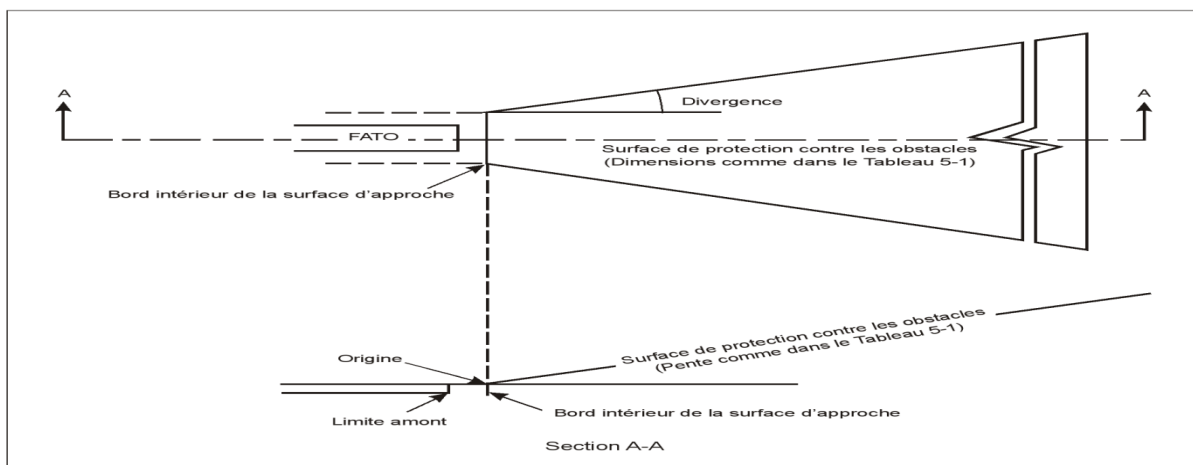 A
A
Divergence
FATO
Surface de protection contre les obstacles
(Dimensions comme dans le Tableau 5-1)
Bord intérieur de la surface d'approche
Surface de protection contre les obstacles
(Pente comme dans le Tableau 5-1)
Origine
Limite amont
Bord intérieur de la surface d'approche
Section A-A